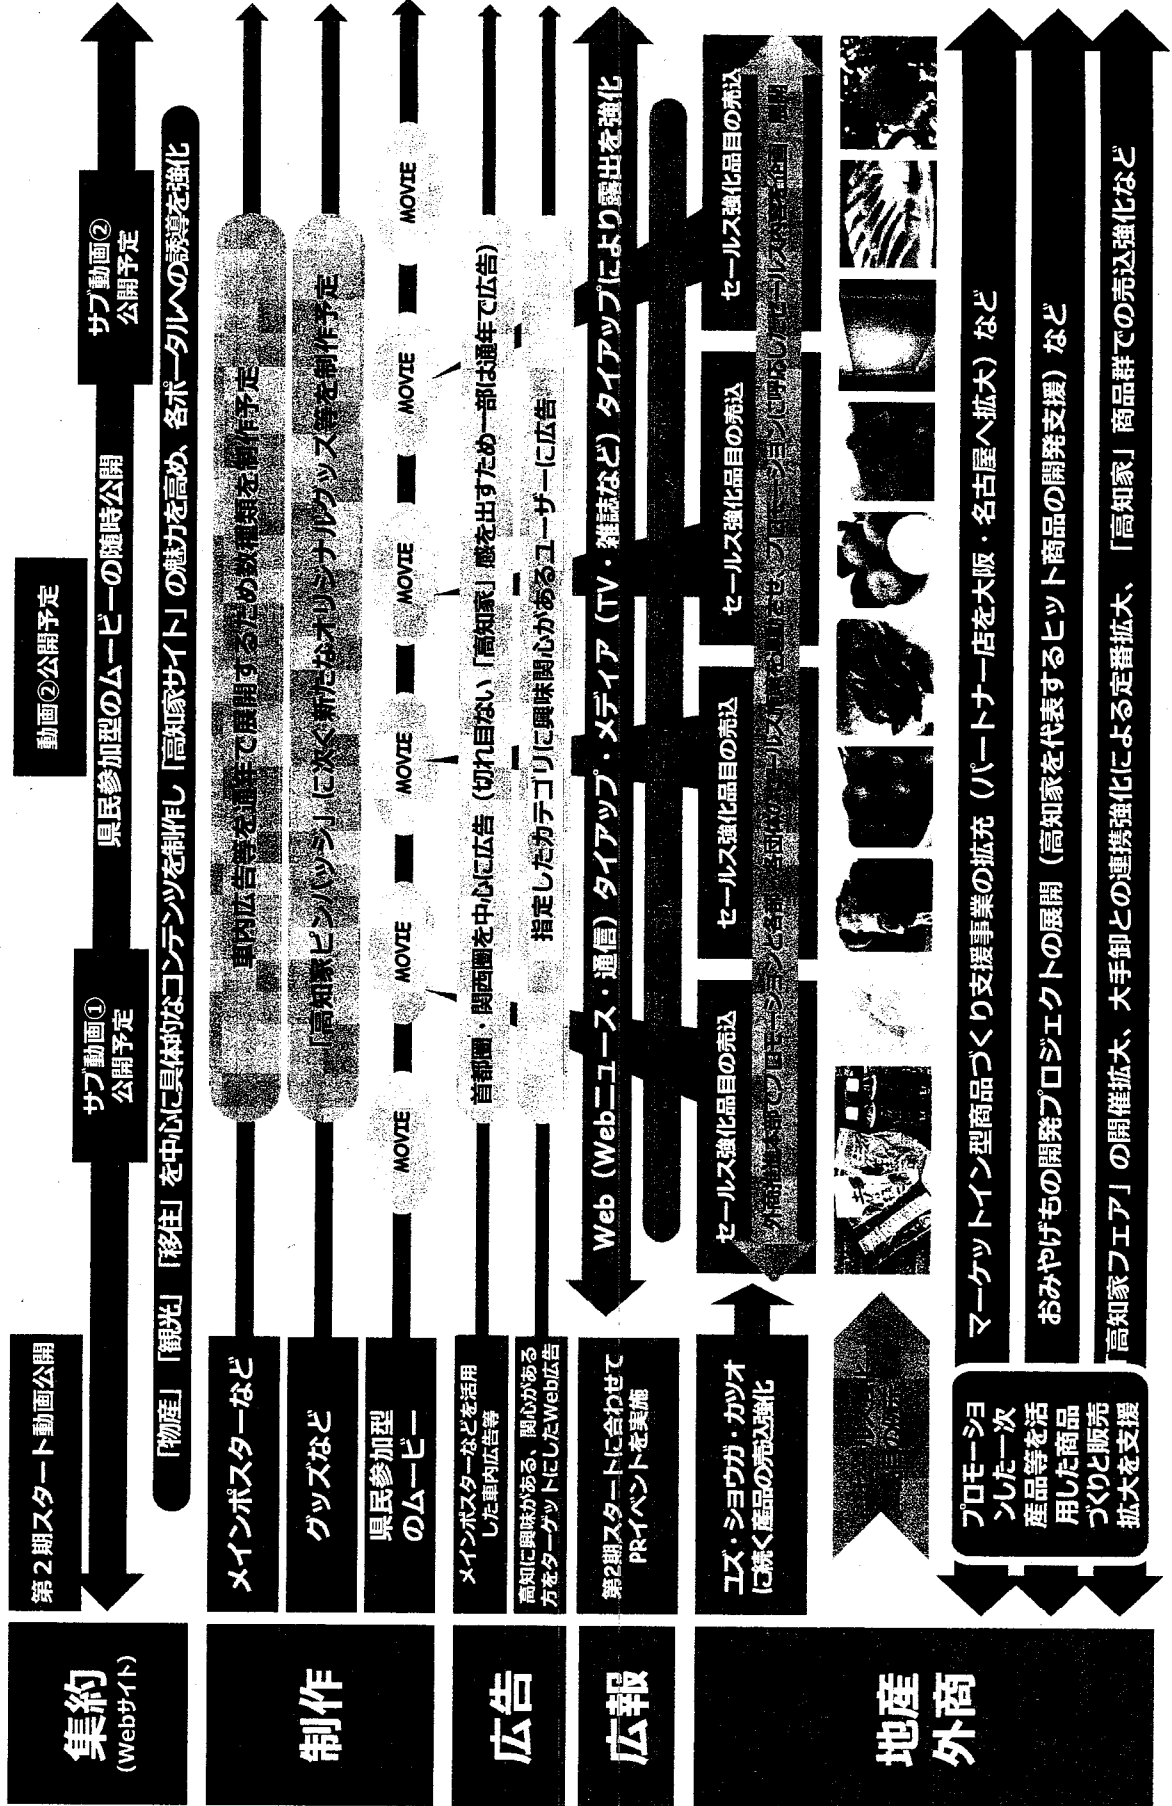 集約
(Webサイト)
第2期スタート動画公開
サブ動画①
公開予定
動画②公開予定
サブ動画②
公開予定
県民参加型のムービーの随時公開
「物産」「観光」「移住」を中心に具体的なコンテンツを制作し「高知家サイト」の魅力を高め、各ポータルへの誘導を強化
制作
メインポスターなど
車内広告等を通年で展開するため数種類を制作予定
グッズなど
「高知家ピンバッジ」に次ぐ新たなオリジナルグッズ等を制作予定
県民参加型
のムービー
MOVIE
MOVIE
MOVIE
MOVIE
MOVIE
MOVIE
広告
メインポスターなどを活用
した車内広告等
首都圏・関西圏を中心に広告（切れ目ない「高知家」感を出すため一部は通年で広告）
高知に興味がある、関心がある
方をターゲットにしたWeb広告
指定したカテゴリに興味関心があるユーザーに広告
広報
第2期スタートに合わせて
PRイベントを実施
Web（Webニュース・通信）タイアップ・メディア（TV・雑誌など）タイアップにより露出を強化
地産
外商
ユズ・ショウガ・カツオ
に続く産品の売込強化
セールス強化品目の売込
セールス強化品目の売込
セールス強化品目の売込
セールス強化品目の売込
プロモーショ
ンした一次
産品等を活
用した商品
づくりと販売
拡大を支援
マーケットイン型商品づくり支援事業の拡充（パートナー店を大阪・名古屋へ拡大）など
おみやげもの開発プロジェクトの展開（高知家を代表するヒット商品の開発支援）など
「高知家フェア」の開催拡大、大手卸との連携強化による定番拡大、「高知家」商品群での売込強化など